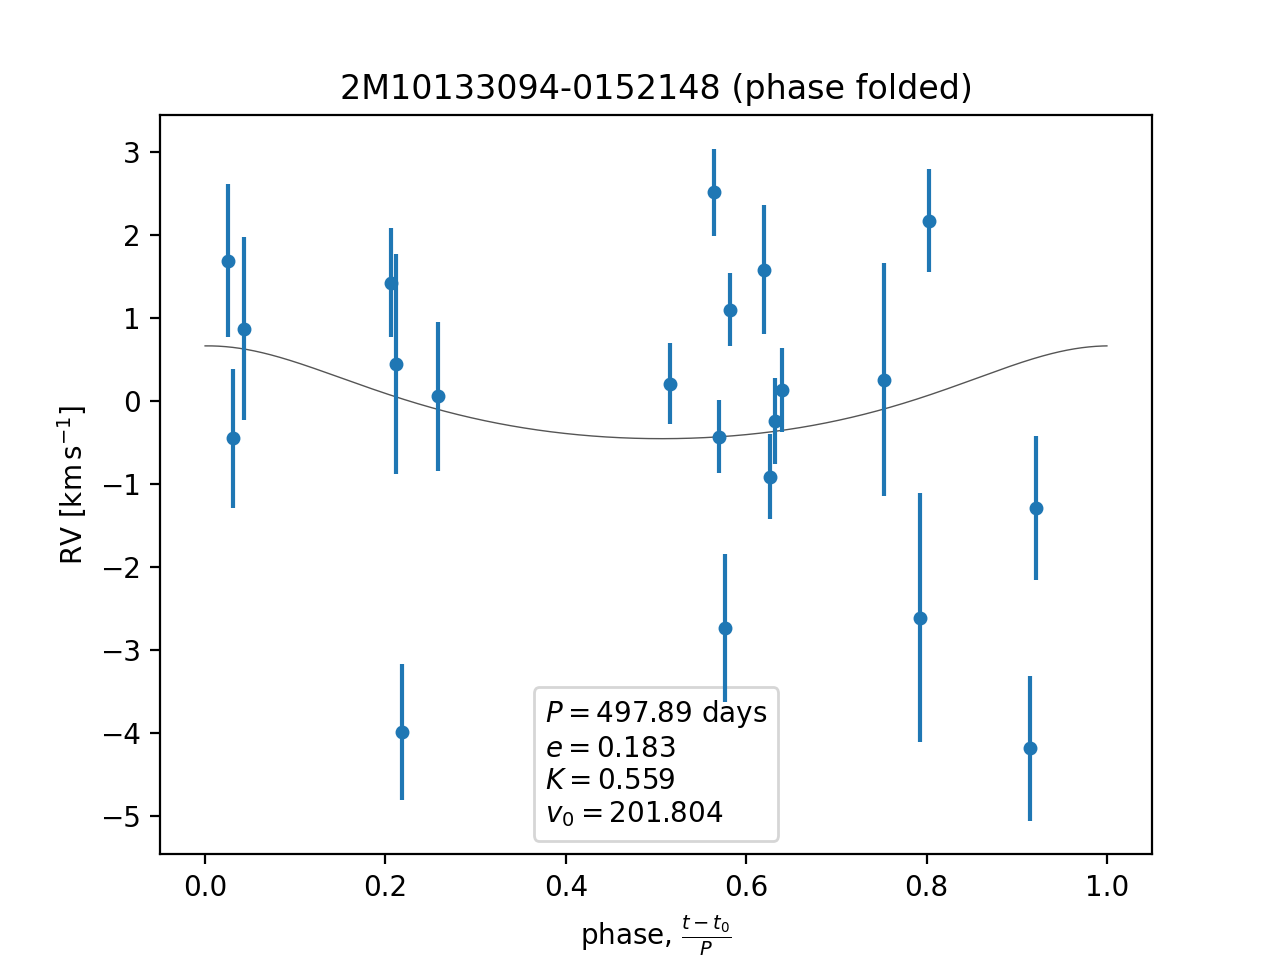 2M10133094-0152148 (phase folded)
3
2
1
0
−1
−2
−3
−4
−5
RV [km s⁻¹]
P = 497.89 days
e = 0.183
K = 0.559
v₀ = 201.804
0.0 0.2 0.4 0.6 0.8 1.0
phase, (t − t₀)/P